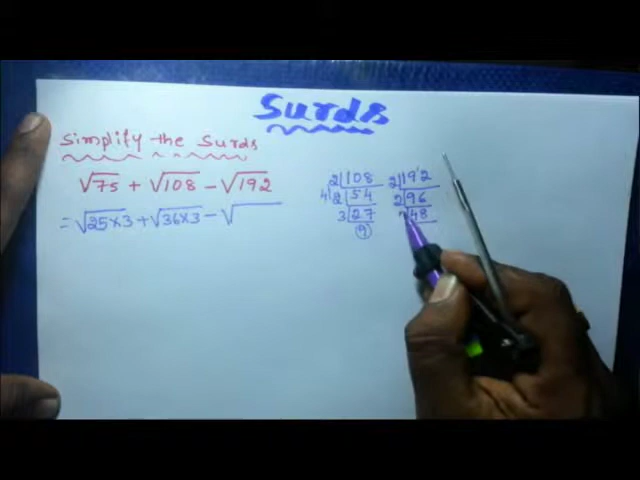 Surds
Simplify the Surds
√75 + √108 - √192
= √25×3 + √36×3 - √
2 108
4 2 54
3 27
9
2 192
2 96
48